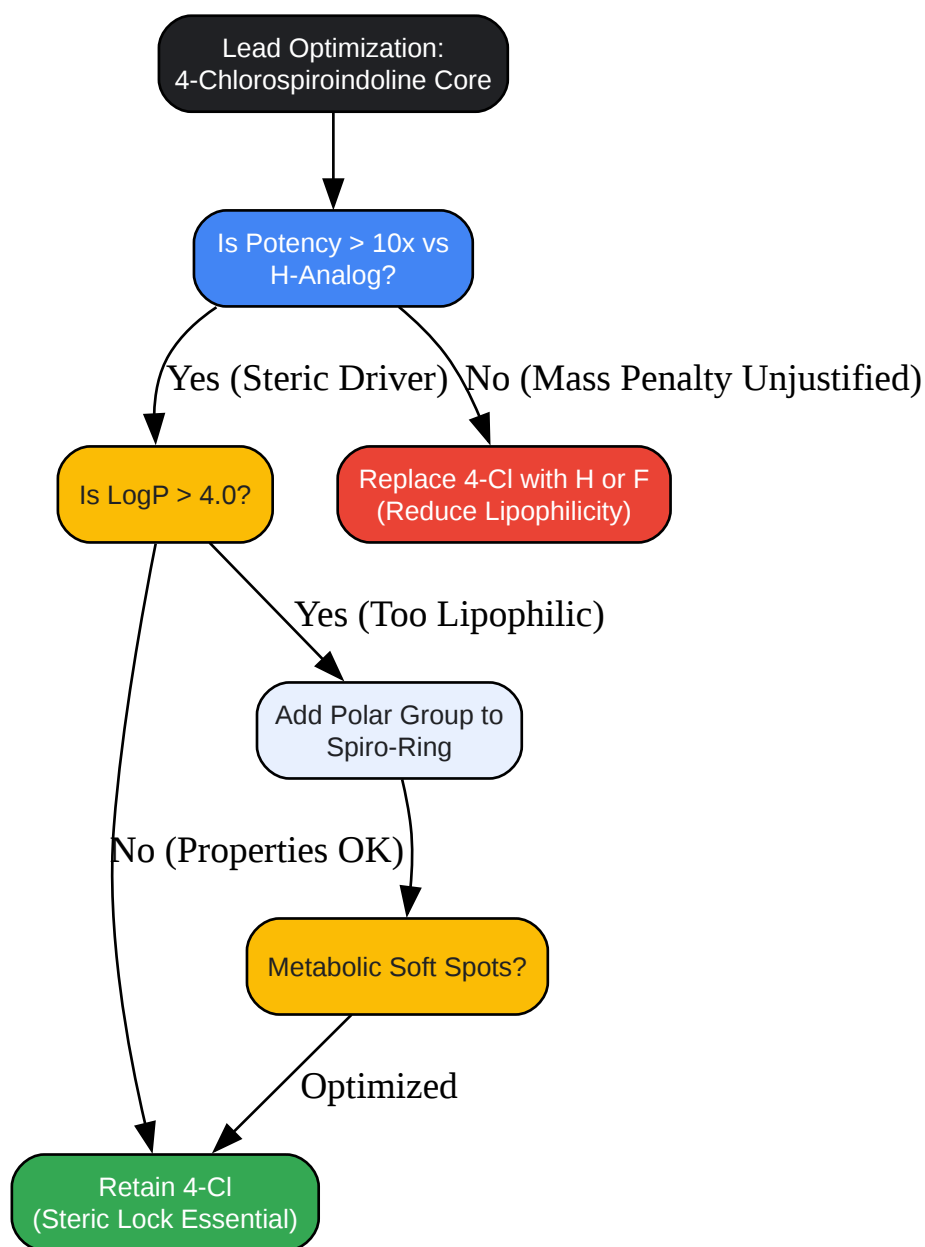 Lead Optimization:
4-Chlorospiroindoline Core
Is Potency > 10x vs
H-Analog?
Yes (Steric Driver)
No (Mass Penalty Unjustified)
Is LogP > 4.0?
Replace 4-Cl with H or F
(Reduce Lipophilicity)
Yes (Too Lipophilic)
Add Polar Group to
Spiro-Ring
No (Properties OK)
Metabolic Soft Spots?
Optimized
Retain 4-Cl
(Steric Lock Essential)